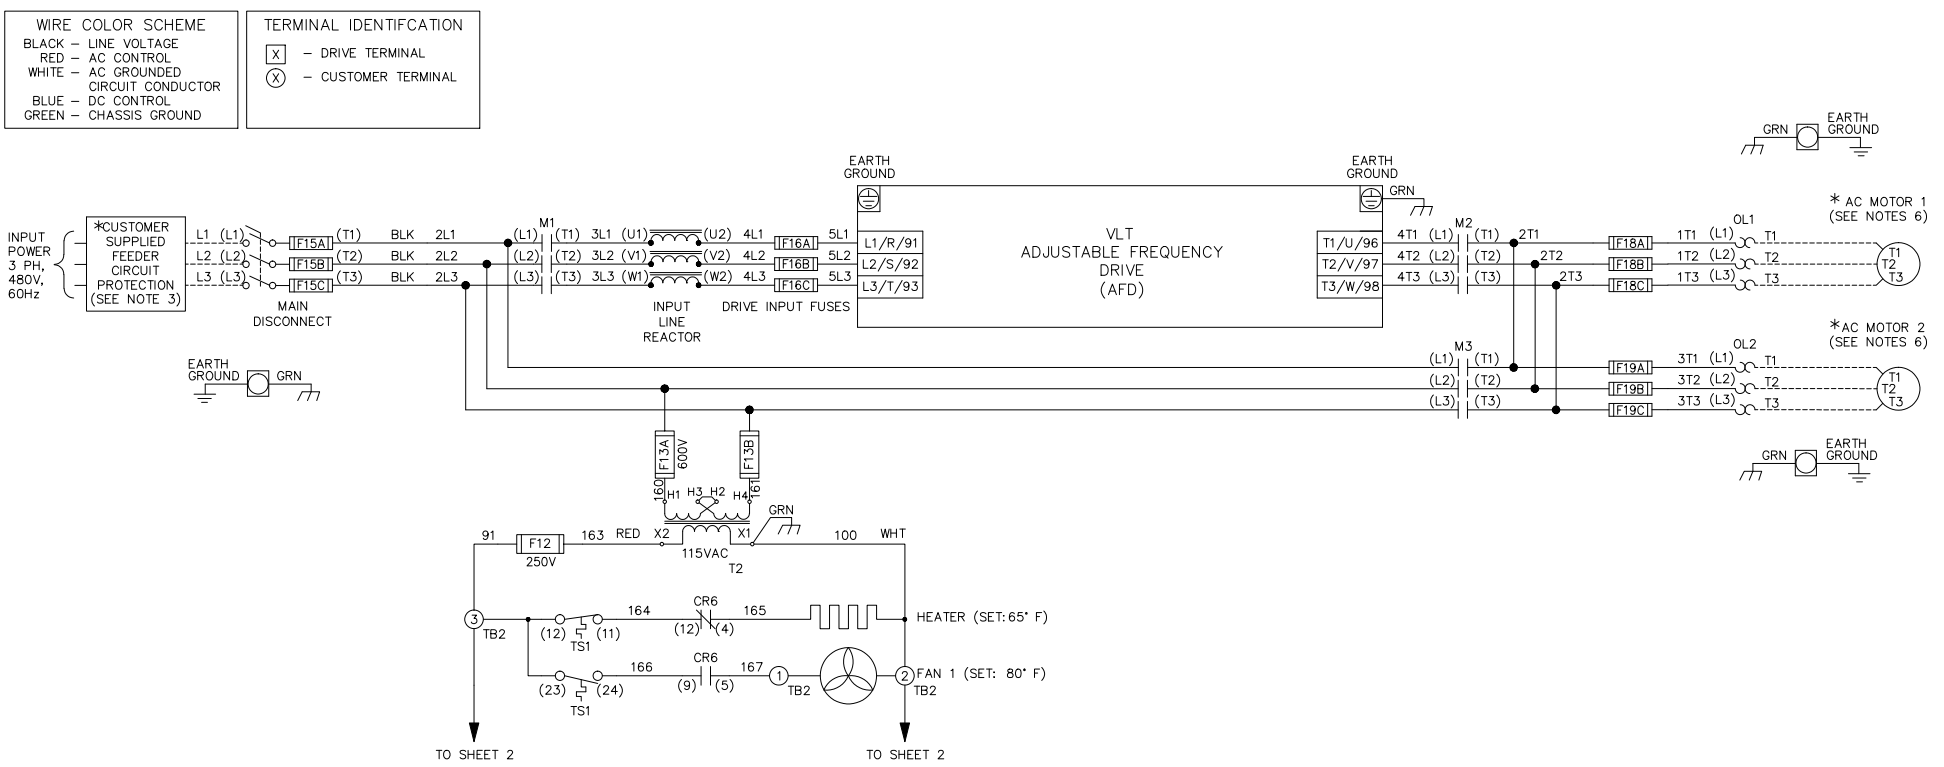 WIRE COLOR SCHEME
BLACK – LINE VOLTAGE
RED – AC CONTROL
WHITE – AC GROUNDED
CIRCUIT CONDUCTOR
BLUE – DC CONTROL
GREEN – CHASSIS GROUND
TERMINAL IDENTIFCATION
X – DRIVE TERMINAL
X – CUSTOMER TERMINAL
INPUT
POWER
3 PH,
480V,
60Hz
*CUSTOMER
SUPPLIED
FEEDER
CIRCUIT
PROTECTION
(SEE NOTE 3)
L1 (L1) F15A (T1) BLK 2L1 (L1) M1 (T1) 3L1 (U1) (U2) 4L1 F16A 5L1
L2 (L2) F15B (T2) BLK 2L2 (L2) (T2) 3L2 (V1) (V2) 4L2 F16B 5L2
L3 (L3) F15C (T3) BLK 2L3 (L3) (T3) 3L3 (W1) (W2) 4L3 F16C 5L3
MAIN
DISCONNECT
INPUT
LINE
REACTOR
DRIVE INPUT FUSES
EARTH
GROUND
L1/R/91
L2/S/92
L3/T/93
VLT
ADJUSTABLE FREQUENCY
DRIVE
(AFD)
EARTH
GROUND
GRN
T1/U/96
T2/V/97
T3/W/98
4T1 (L1) M2 (T1) 2T1 F18A 1T1 (L1) OL1 T1
4T2 (L2) (T2) 2T2 F18B 1T2 (L2) T2
4T3 (L3) (T3) 2T3 F18C 1T3 (L3) T3
GRN
EARTH
GROUND
* AC MOTOR 1
(SEE NOTES 6)
T1
T2
T3
(L1) M3 (T1) F19A 3T1 (L1) OL2 T1
(L2) (T2) F19B 3T2 (L2) T2
(L3) (T3) F19C 3T3 (L3) T3
* AC MOTOR 2
(SEE NOTES 6)
T1
T2
T3
GRN
EARTH
GROUND
EARTH
GROUND
GRN
F13A
600V
F13B
160
161
H1 H3 H2 H4
GRN
91 F12 163 RED X2 X1 100 WHT
250V
115VAC
T2
3
TB2
(12) (11) 164 CR6 165
TS1
(12) (4)
HEATER (SET:65° F)
(23) (24) 166 CR6 167 1
TS1
(9) (5)
TB2
2
TB2
FAN 1 (SET: 80° F)
TO SHEET 2
TO SHEET 2